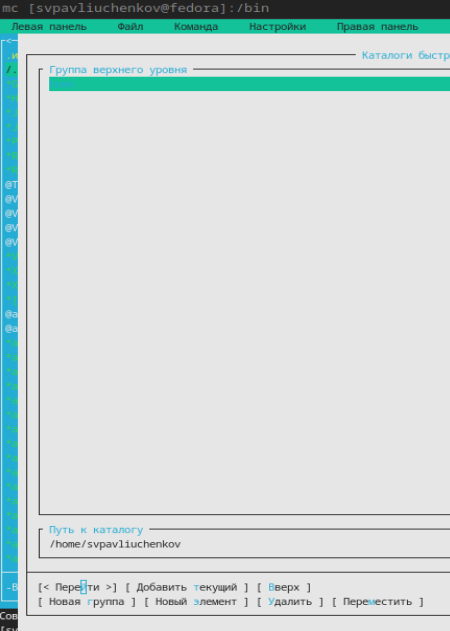 mc [svpavliuchenkov@fedora]:/bin
Левая панель Файл Команда Настройки Правая панель
Каталоги быстр
Группа верхнего уровня
/.
@T
@V
@V
@V
@V
@a
@a
Путь к каталогу
/home/svpavliuchenkov
[< Перейти >] [ Добавить текущий ] [ Вверх ]
[ Новая группа ] [ Новый элемент ] [ Удалить ] [ Переместить ]
Сов
[sv